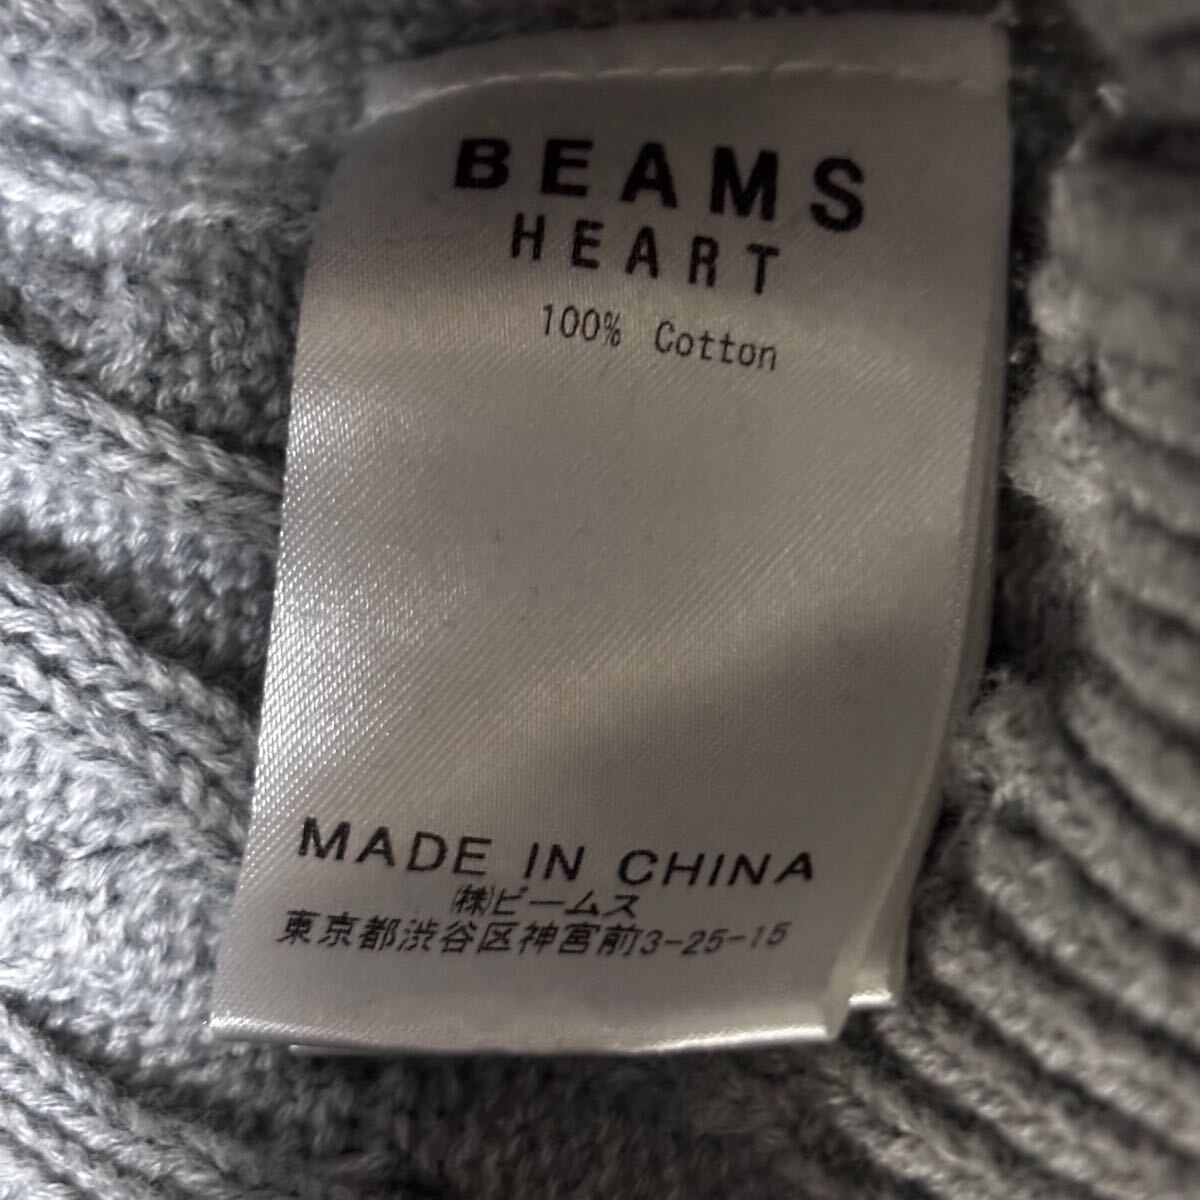 BEAMS
HEART
100% Cotton
MADE IN CHINA
㈱ビームス
東京都渋谷区神宮前3-25-15